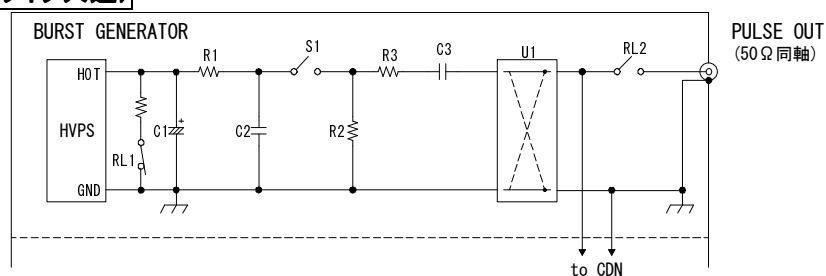 BURST GENERATOR
PULSE OUT
(50Ω同軸)
HVPS
HOT
GND
RL1
C1
+
R1
C2
S1
R2
R3
C3
U1
RL2
to CDN